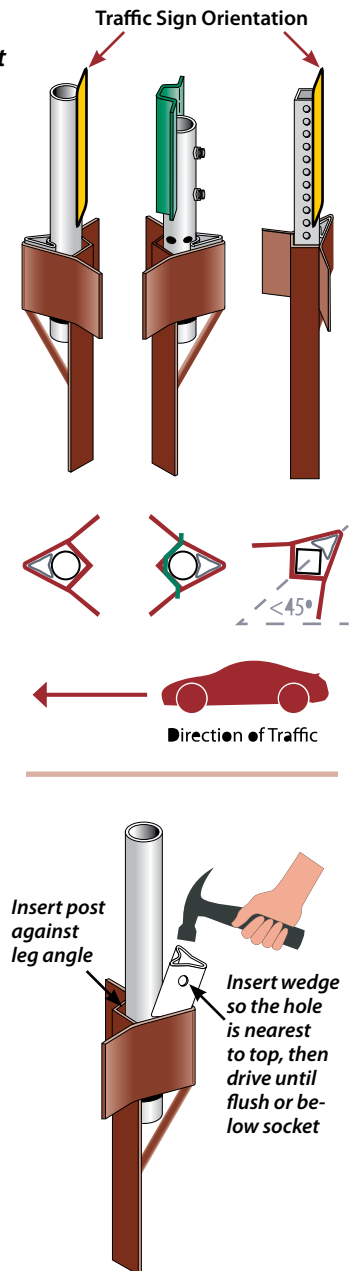 Traffic Sign Orientation
t
<45°
Direction of Traffic
Insert post
against
leg angle
Insert wedge
so the hole
is nearest
to top, then
drive until
flush or be-
low socket